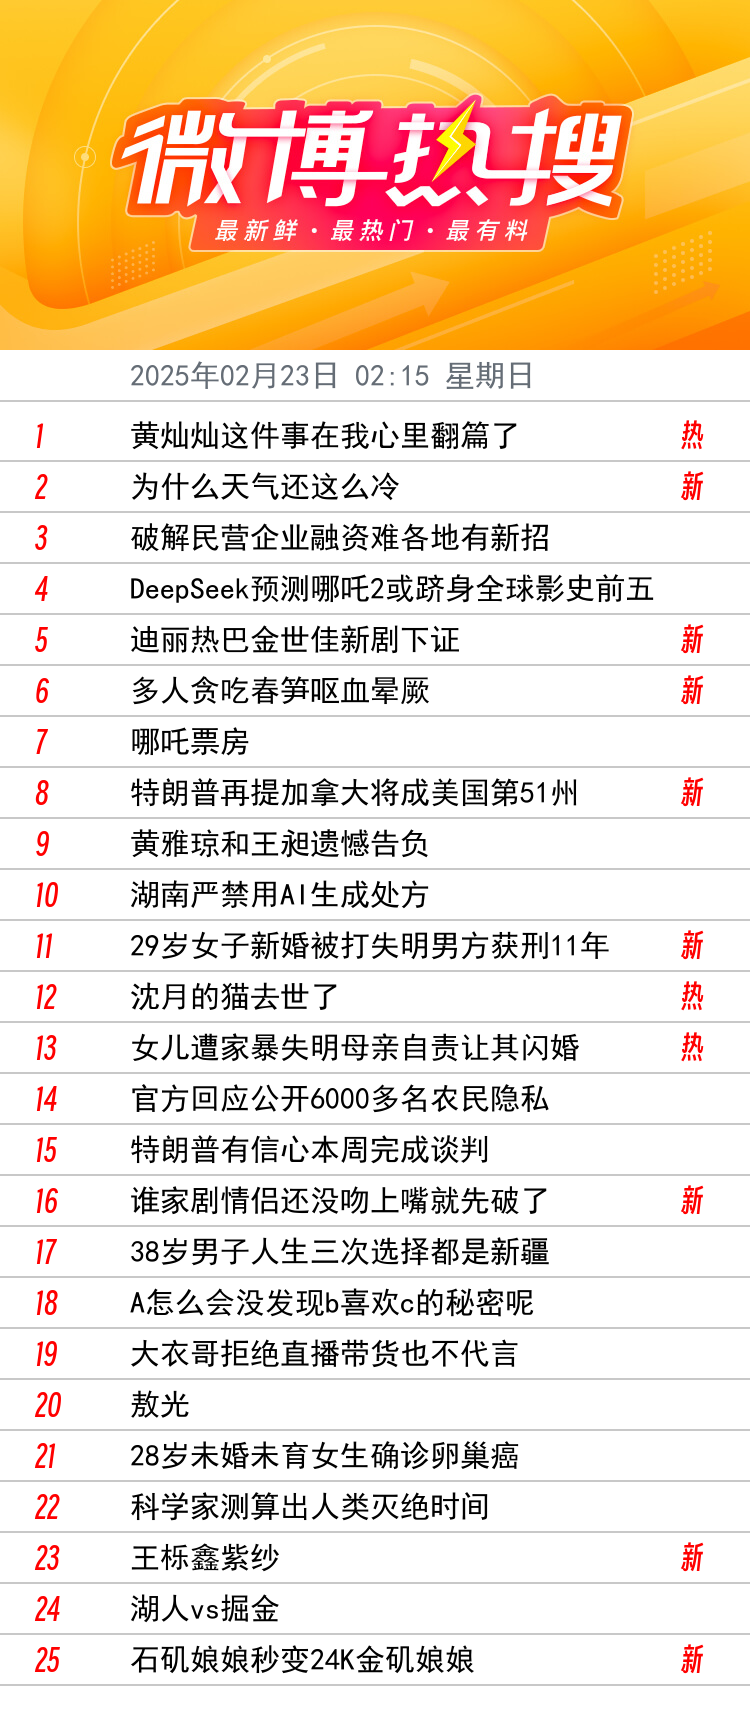 微博热搜
最新鲜·最热门·最有料
2025年02月23日 02:15 星期日
1 黄灿灿这件事在我心里翻篇了 热
2 为什么天气还这么冷 新
3 破解民营企业融资难各地有新招
4 DeepSeek预测哪吒2或跻身全球影史前五
5 迪丽热巴金世佳新剧下证 新
6 多人贪吃春笋呕血晕厥 新
7 哪吒票房
8 特朗普再提加拿大将成美国第51州 新
9 黄雅琼和王昶遗憾告负
10 湖南严禁用AI生成处方
11 29岁女子新婚被打失明男方获刑11年 新
12 沈月的猫去世了 热
13 女儿遭家暴失明母亲自责让其闪婚 热
14 官方回应公开6000多名农民隐私
15 特朗普有信心本周完成谈判
16 谁家剧情侣还没吻上嘴就先破了 新
17 38岁男子人生三次选择都是新疆
18 A怎么会没发现b喜欢c的秘密呢
19 大衣哥拒绝直播带货也不代言
20 敖光
21 28岁未婚未育女生确诊卵巢癌
22 科学家测算出人类灭绝时间
23 王栎鑫紫纱 新
24 湖人vs掘金
25 石矶娘娘秒变24K金矶娘娘 新